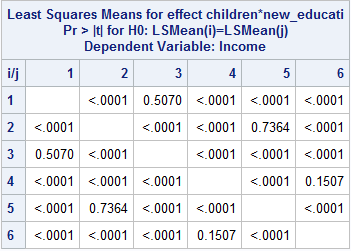 Least Squares Means for effect children*new_educati
Pr > |t| for H0: LSMean(i)=LSMean(j)
Dependent Variable: Income
i/j 1 2 3 4 5 6
1 <.0001 0.5070 <.0001 <.0001 <.0001
2 <.0001 <.0001 <.0001 0.7364 <.0001
3 0.5070 <.0001 <.0001 <.0001 <.0001
4 <.0001 <.0001 <.0001 <.0001 0.1507
5 <.0001 0.7364 <.0001 <.0001 <.0001
6 <.0001 <.0001 <.0001 0.1507 <.0001